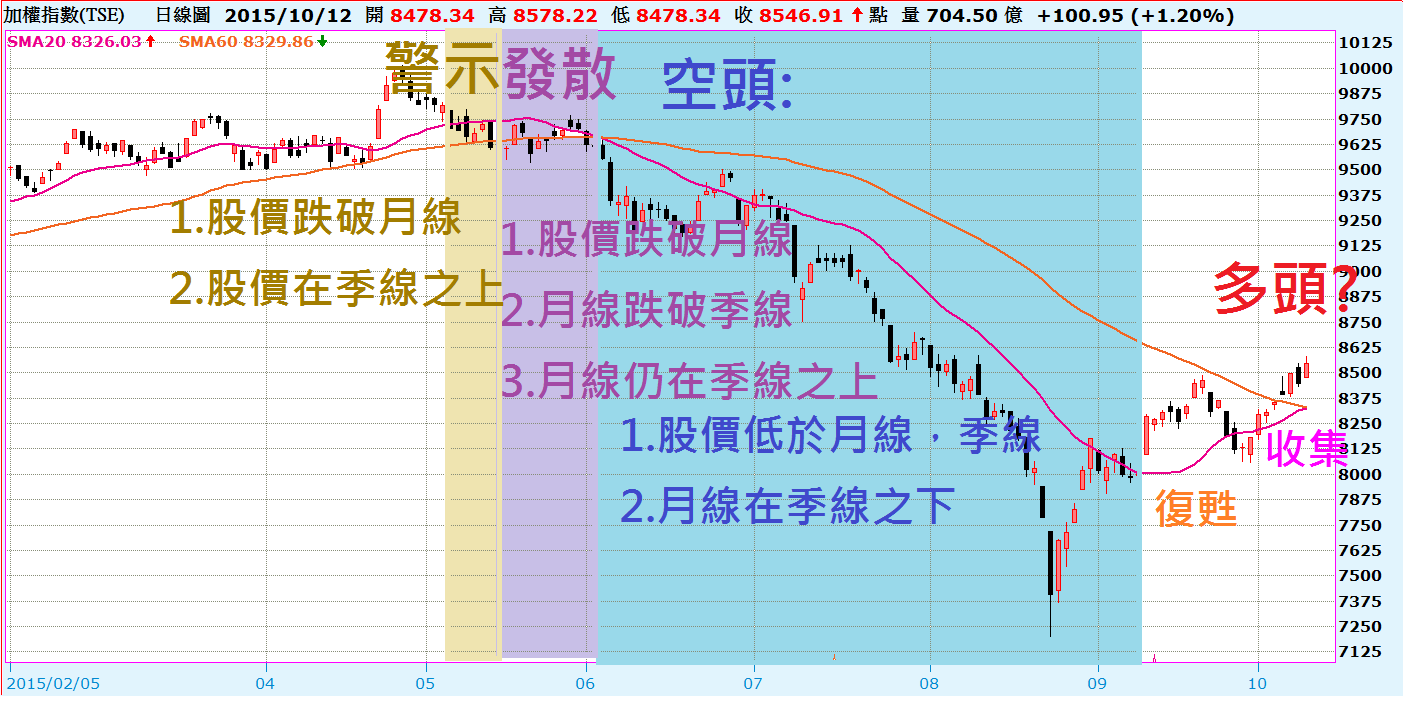 加權指數(TSE) 日線圖 2015/10/12 開 8478.34 高 8578.22 低 8478.34 收 8546.91 ↑ 點 量 704.50 億 +100.95 (+1.20%)
SMA20 8326.03↑ SMA60 8329.86↓
警示
發散
空頭:
1.股價跌破月線
2.股價在季線之上
1.股價跌破月線
2.月線跌破季線
3.月線仍在季線之上
1.股價低於月線，季線
2.月線在季線之下
多頭?
收集
復甦
10125
10000
9875
9750
9625
9500
9375
9250
9125
9000
8875
8750
8625
8500
8375
8250
8125
8000
7875
7750
7625
7500
7375
7250
7125
2015/02/05 04 05 06 07 08 09 10